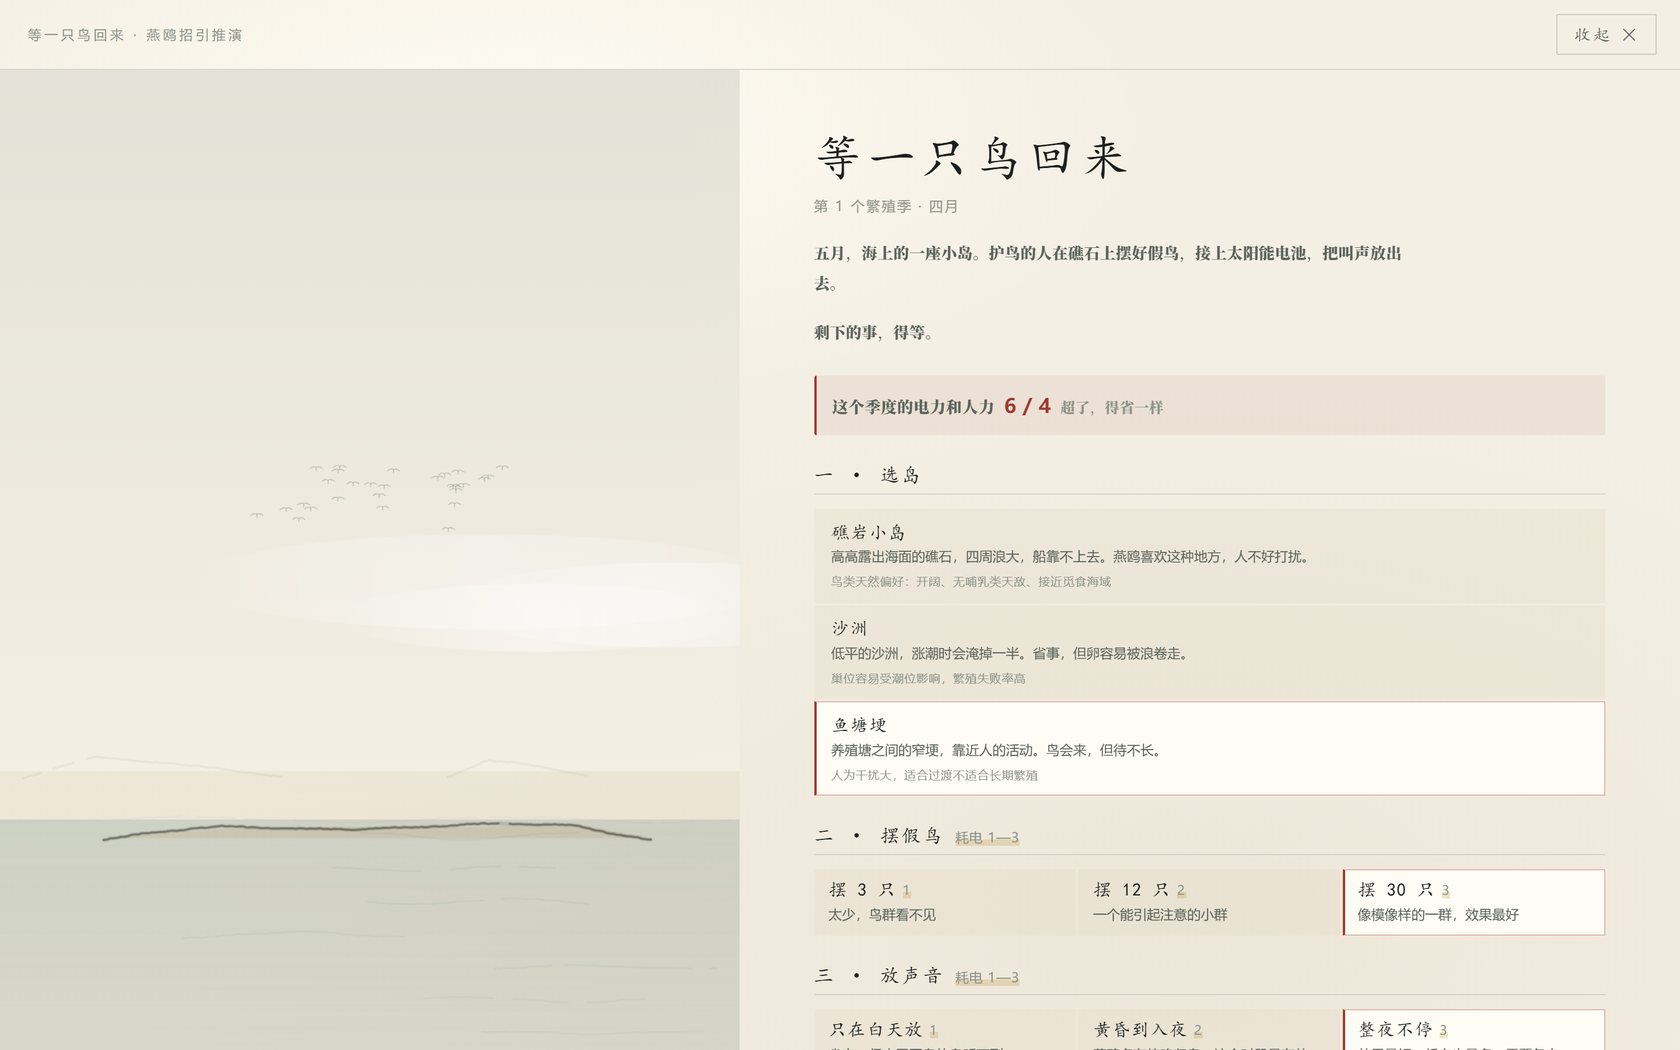 等一只鸟回来 · 燕鸥招引推演
收起 ×
等一只鸟回来
第 1 个繁殖季 · 四月
五月，海上的一座小岛。护鸟的人在礁石上摆好假鸟，接上太阳能电池，把叫声放出
去。
剩下的事，得等。
这个季度的电力和人力 6 / 4 超了，得省一样
一 • 选岛
礁岩小岛
高高露出海面的礁石，四周浪大，船靠不上去。燕鸥喜欢这种地方，人不好打扰。
鸟类天然偏好：开阔、无哺乳类天敌、接近觅食海域
沙洲
低平的沙洲，涨潮时会淹掉一半。省事，但卵容易被浪卷走。
巢位容易受潮位影响，繁殖失败率高
鱼塘埂
养殖塘之间的窄埂，靠近人的活动。鸟会来，但待不长。
人为干扰大，适合过渡不适合长期繁殖
二 • 摆假鸟 耗电 1—3
摆 3 只 1
太少，鸟群看不见
摆 12 只 2
一个能引起注意的小群
摆 30 只 3
像模像样的一群，效果最好
三 • 放声音 耗电 1—3
只在白天放 1
黄昏到入夜 2
整夜不停 3